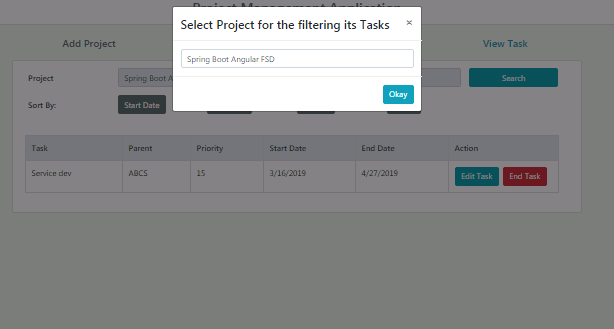 Project Management Application
Select Project for the filtering its Tasks ×
Spring Boot Angular FSD
Okay
Add Project
View Task
Project
Spring Boot A
Search
Sort By:
Start Date
Task Parent Priority Start Date End Date Action
Service dev ABCS 15 3/16/2019 4/27/2019 Edit Task End Task